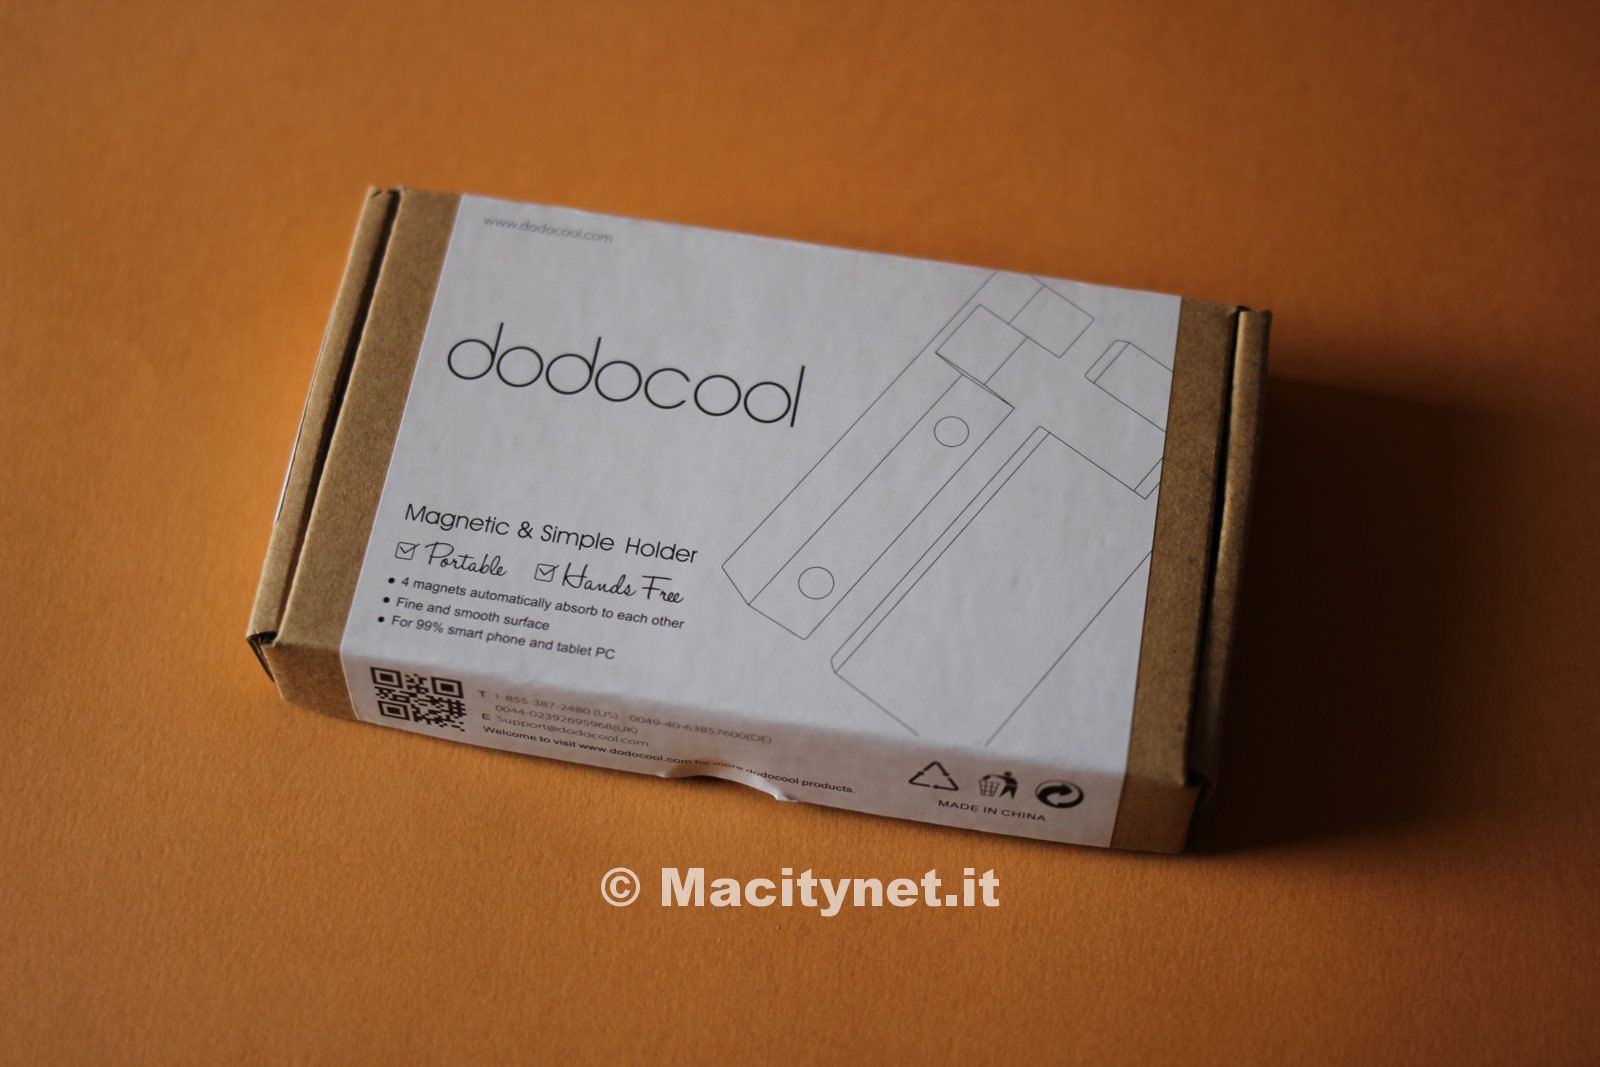 www.dodocool.com
dodocool
Magnetic & Simple Holder
Portable Hands Free
• 4 magnets automatically absorb to each other
• Fine and smooth surface
• For 99% smart phone and tablet PC
T 1-855-387-2480 (US) 0049-40-63857600(DE)
0044-02392695968(UK)
E Support@dodocool.com
Welcome to visit www.dodocool.com for more dodocool products.
MADE IN CHINA
© Macitynet.it